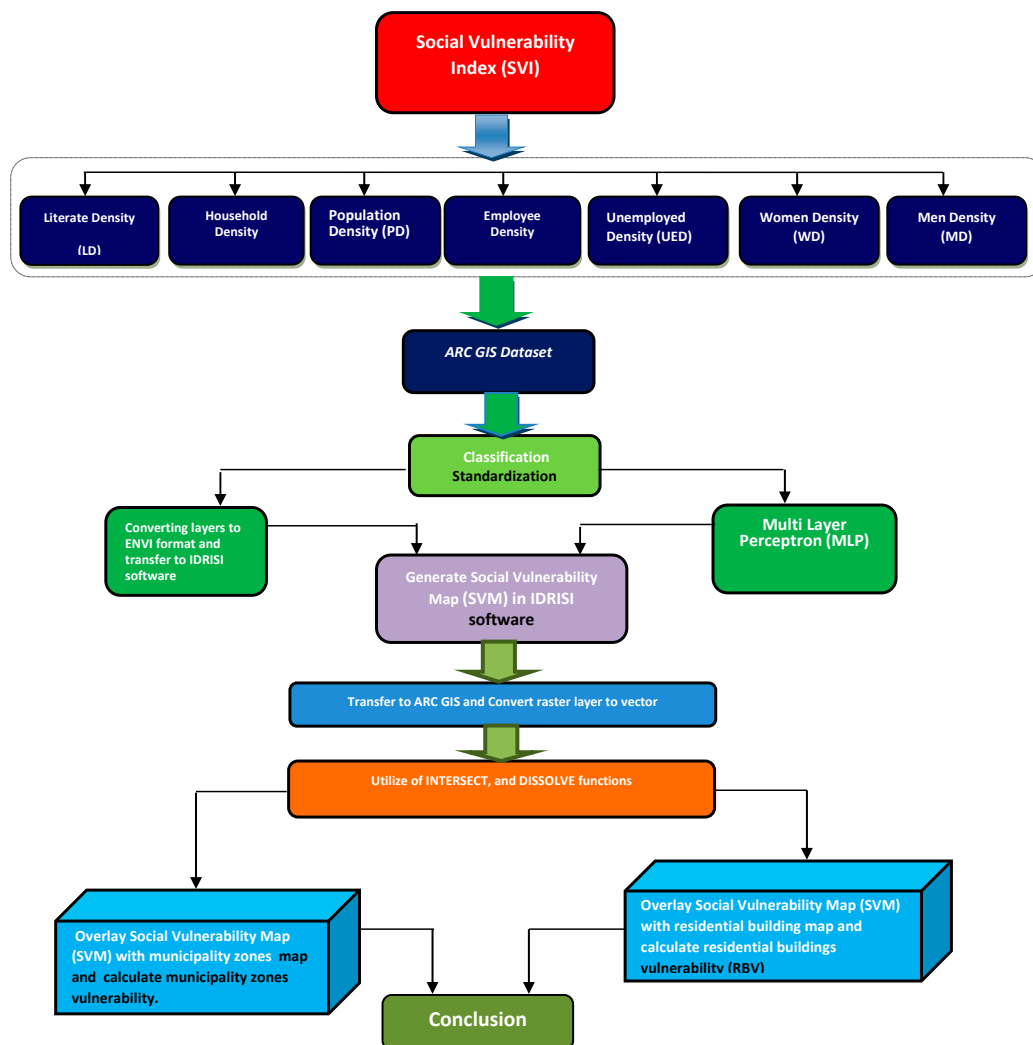 Social Vulnerability
Index (SVI)
Literate Density
(LD)
Household
Density
Population
Density (PD)
Employee
Density
Unemployed
Density (UED)
Women Density
(WD)
Men Density
(MD)
ARC GIS Dataset
Classification
Standardization
Converting layers to
ENVI format and
transfer to IDRISI
software
Multi Layer
Perceptron (MLP)
Generate Social Vulnerability
Map (SVM) in IDRISI
software
Transfer to ARC GIS and Convert raster layer to vector
Utilize of INTERSECT, and DISSOLVE functions
Overlay Social Vulnerability Map
(SVM) with municipality zones map
and calculate municipality zones
vulnerability.
Overlay Social Vulnerability Map (SVM)
with residential building map and
calculate residential buildings
vulnerability (RBV)
Conclusion